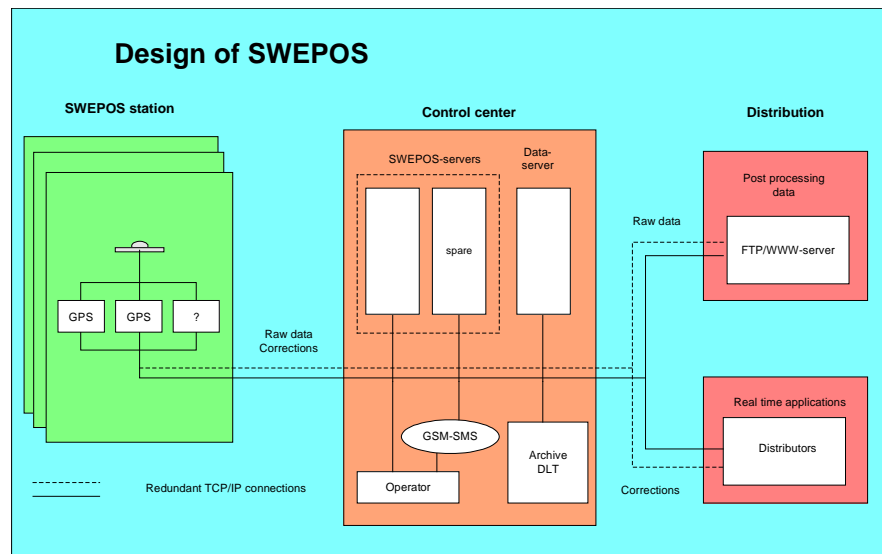 Design of SWEPOS
SWEPOS station
Control center
Distribution
SWEPOS-servers
Data-
server
spare
Post processing
data
Raw data
FTP/WWW-server
GPS
GPS
?
Raw data
Corrections
Real time applications
GSM-SMS
Archive
DLT
Distributors
Operator
Redundant TCP/IP connections
Corrections